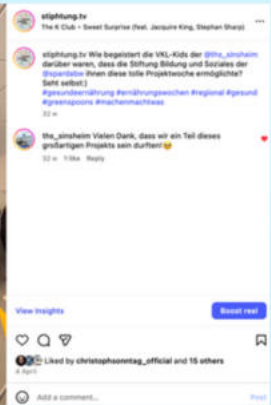 stiphtung.tv
The K Club • Sweet Surprise (feat. Jacquire King, Stephan Sharp)
stiphtung.tv Wie begeistert die VKL-Kids der @ths_sinsheim
darüber waren, dass die Stiftung Bildung und Soziales der
@spardabw ihnen diese tolle Projektwoche ermöglichte?
Seht selbst:)
#gesundeernährung #ernährungswochen #regional #gesund
#greenspoons #machenmachtwas
32 w
ths_sinsheim Vielen Dank, dass wir ein Teil dieses
großartigen Projekts sein durften!
32 w 1 like Reply
View Insights
Boost reel
Liked by christophsonntag_official and 15 others
4 April
Add a comment...
Post